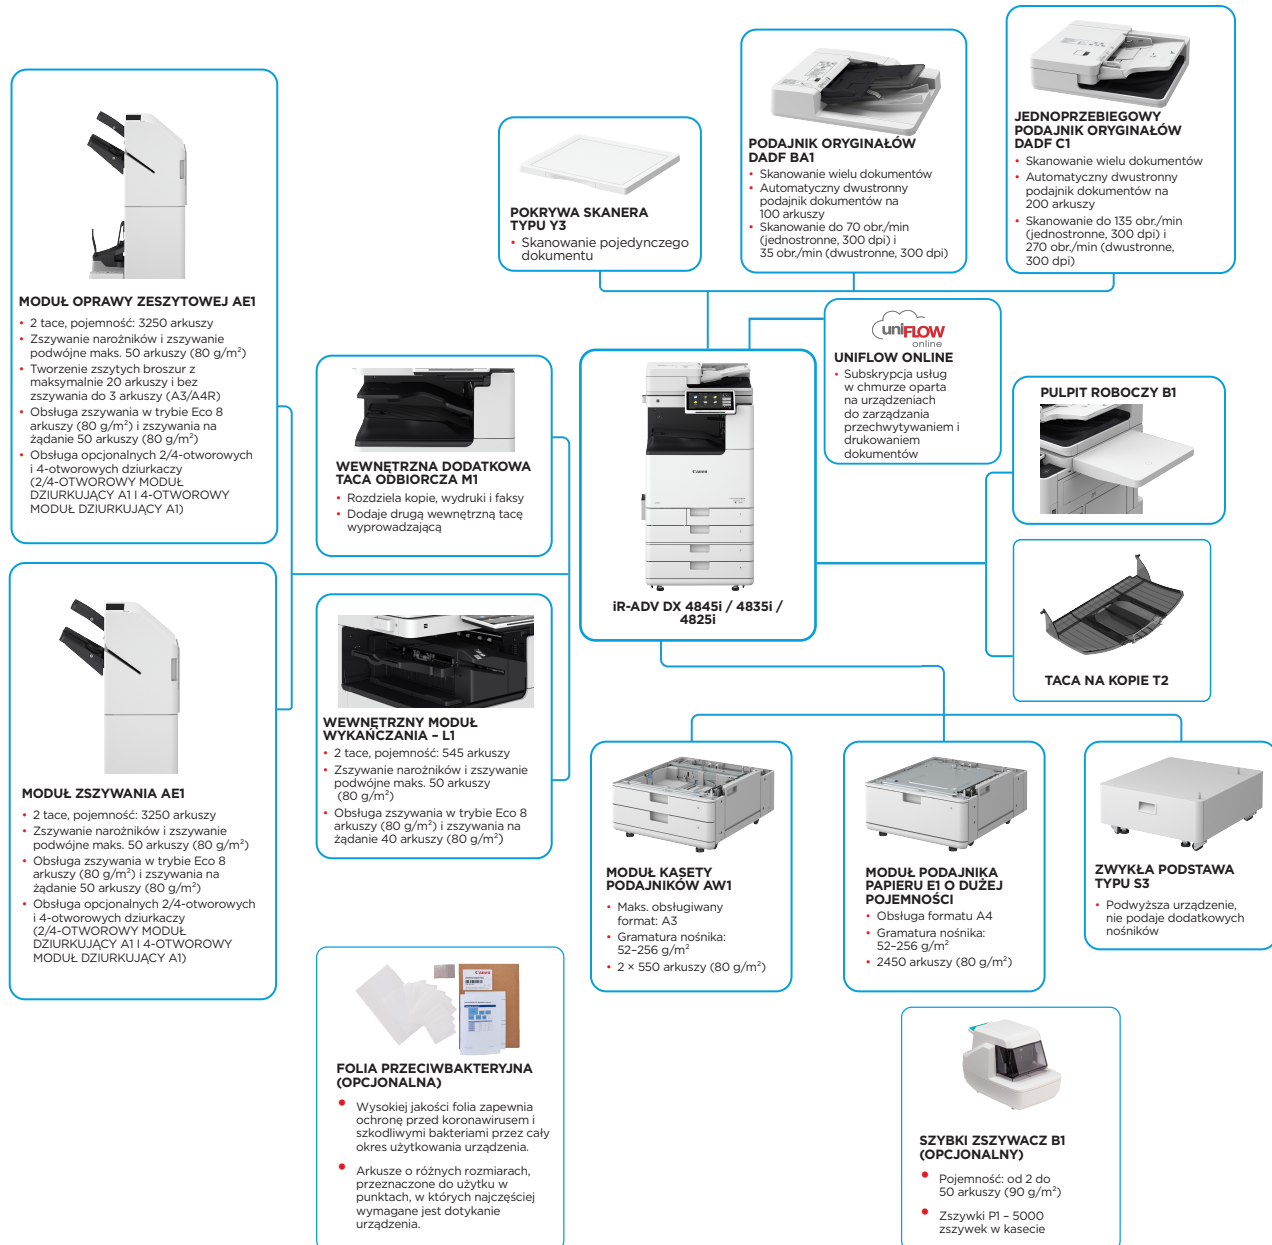 MODUŁ OPRAWY ZESZYTOWEJ AE1
• 2 tace, pojemność: 3250 arkuszy
• Zszywanie narożników i zszywanie
podwójne maks. 50 arkuszy (80 g/m²)
• Tworzenie zszytych broszur z
maksymalnie 20 arkuszy i bez
zszywania do 3 arkuszy (A3/A4R)
• Obsługa zszywania w trybie Eco 8
arkuszy (80 g/m²) i zszywania na
żądanie 50 arkuszy (80 g/m²)
• Obsługa opcjonalnych 2/4-otworowych
i 4-otworowych dziurkaczy
(2/4-OTWOROWY MODUŁ
DZIURKUJĄCY A1 I 4-OTWOROWY
MODUŁ DZIURKUJĄCY A1)
MODUŁ ZSZYWANIA AE1
• 2 tace, pojemność: 3250 arkuszy
• Zszywanie narożników i zszywanie
podwójne maks. 50 arkuszy (80 g/m²)
• Obsługa zszywania w trybie Eco 8
arkuszy (80 g/m²) i zszywania na
żądanie 50 arkuszy (80 g/m²)
• Obsługa opcjonalnych 2/4-otworowych
i 4-otworowych dziurkaczy
(2/4-OTWOROWY MODUŁ
DZIURKUJĄCY A1 I 4-OTWOROWY
MODUŁ DZIURKUJĄCY A1)
WEWNĘTRZNA DODATKOWA
TACA ODBIORCZA M1
• Rozdziela kopie, wydruki i faksy
• Dodaje drugą wewnętrzną tacę
wyprowadzającą
WEWNĘTRZNY MODUŁ
WYKAŃCZANIA – L1
• 2 tace, pojemność: 545 arkuszy
• Zszywanie narożników i zszywanie
podwójne maks. 50 arkuszy
(80 g/m²)
• Obsługa zszywania w trybie Eco 8
arkuszy (80 g/m²) i zszywania na
żądanie 40 arkuszy (80 g/m²)
POKRYWA SKANERA
TYPU Y3
• Skanowanie pojedynczego
dokumentu
PODAJNIK ORYGINAŁÓW
DADF BA1
• Skanowanie wielu dokumentów
• Automatyczny dwustronny
podajnik dokumentów na
100 arkuszy
• Skanowanie do 70 obr./min
(jednostronne, 300 dpi) i
35 obr./min (dwustronne, 300 dpi)
JEDNOPRZEBIEGOWY
PODAJNIK ORYGINAŁÓW
DADF C1
• Skanowanie wielu dokumentów
• Automatyczny dwustronny
podajnik dokumentów na
200 arkuszy
• Skanowanie do 135 obr./min
(jednostronne, 300 dpi) i
270 obr./min (dwustronne,
300 dpi)
uniFLOW
online
UNIFLOW ONLINE
• Subskrypcja usług
w chmurze oparta
na urządzeniach
do zarządzania
przechwytywaniem i
drukowaniem
dokumentów
Canon
iR-ADV DX 4845i / 4835i /
4825i
PULPIT ROBOCZY B1
TACA NA KOPIE T2
MODUŁ KASETY
PODAJNIKÓW AW1
• Maks. obsługiwany
format: A3
• Gramatura nośnika:
52–256 g/m²
• 2 × 550 arkuszy (80 g/m²)
MODUŁ PODAJNIKA
PAPIERU E1 O DUŻEJ
POJEMNOŚCI
• Obsługa formatu A4
• Gramatura nośnika:
52–256 g/m²
• 2450 arkuszy (80 g/m²)
ZWYKŁA PODSTAWA
TYPU S3
• Podwyższa urządzenie,
nie podaje dodatkowych
nośników
Canon
FOLIA PRZECIWBAKTERYJNA
(OPCJONALNA)
• Wysokiej jakości folia zapewnia
ochronę przed koronawirusem i
szkodliwymi bakteriami przez cały
okres użytkowania urządzenia.
• Arkusze o różnych rozmiarach,
przeznaczone do użytku w
punktach, w których najczęściej
wymagane jest dotykanie
urządzenia.
SZYBKI ZSZYWACZ B1
(OPCJONALNY)
• Pojemność: od 2 do
50 arkuszy (90 g/m²)
• Zszywki P1 – 5000
zszywek w kasecie